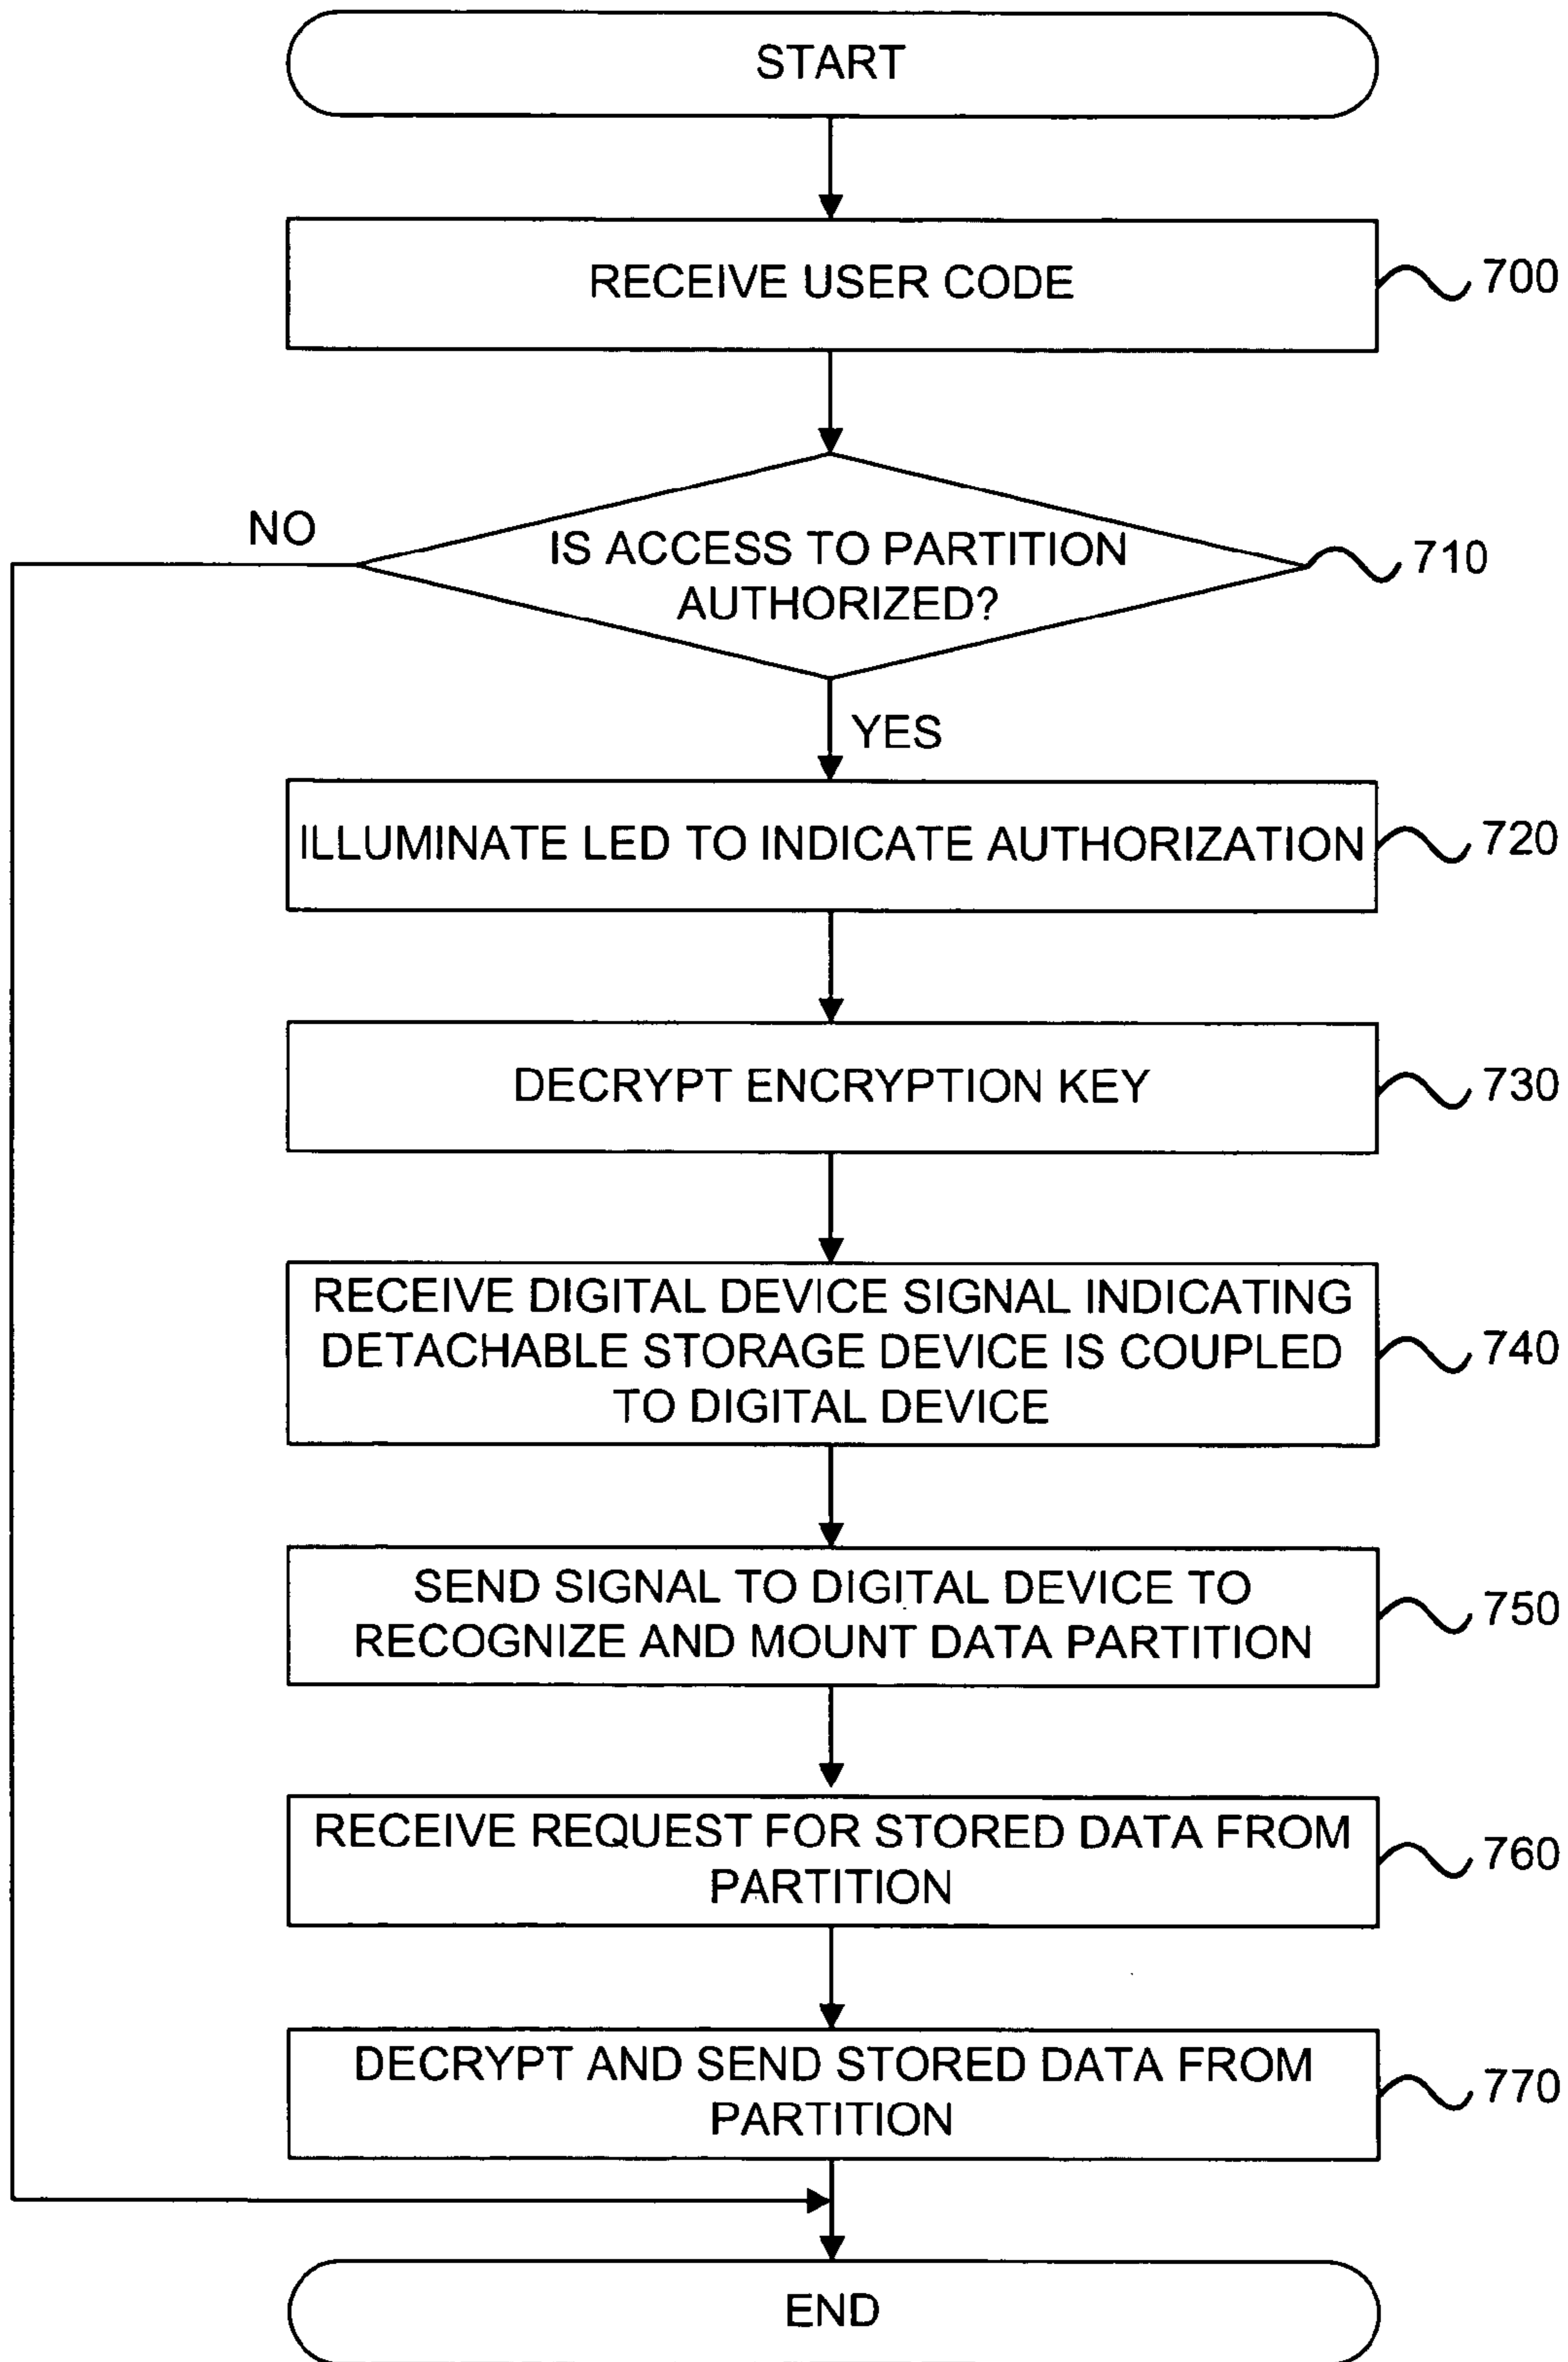 START
RECEIVE USER CODE
700
NO
IS ACCESS TO PARTITION
AUTHORIZED?
710
YES
ILLUMINATE LED TO INDICATE AUTHORIZATION
720
DECRYPT ENCRYPTION KEY
730
RECEIVE DIGITAL DEVICE SIGNAL INDICATING
DETACHABLE STORAGE DEVICE IS COUPLED
TO DIGITAL DEVICE
740
SEND SIGNAL TO DIGITAL DEVICE TO
RECOGNIZE AND MOUNT DATA PARTITION
750
RECEIVE REQUEST FOR STORED DATA FROM
PARTITION
760
DECRYPT AND SEND STORED DATA FROM
PARTITION
770
END